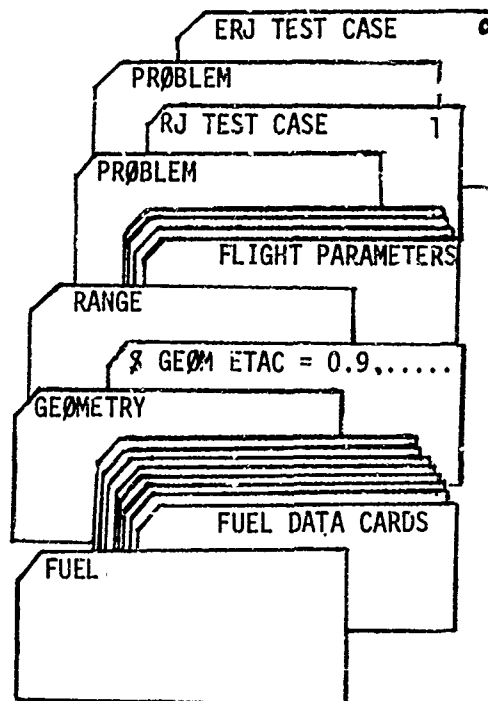 ERJ TEST CASE
PRØBLEM
RJ TEST CASE
PRØBLEM
FLIGHT PARAMETERS
RANGE
$ GEØM ETAC = 0.9,.....
GEØMETRY
FUEL DATA CARDS
FUEL